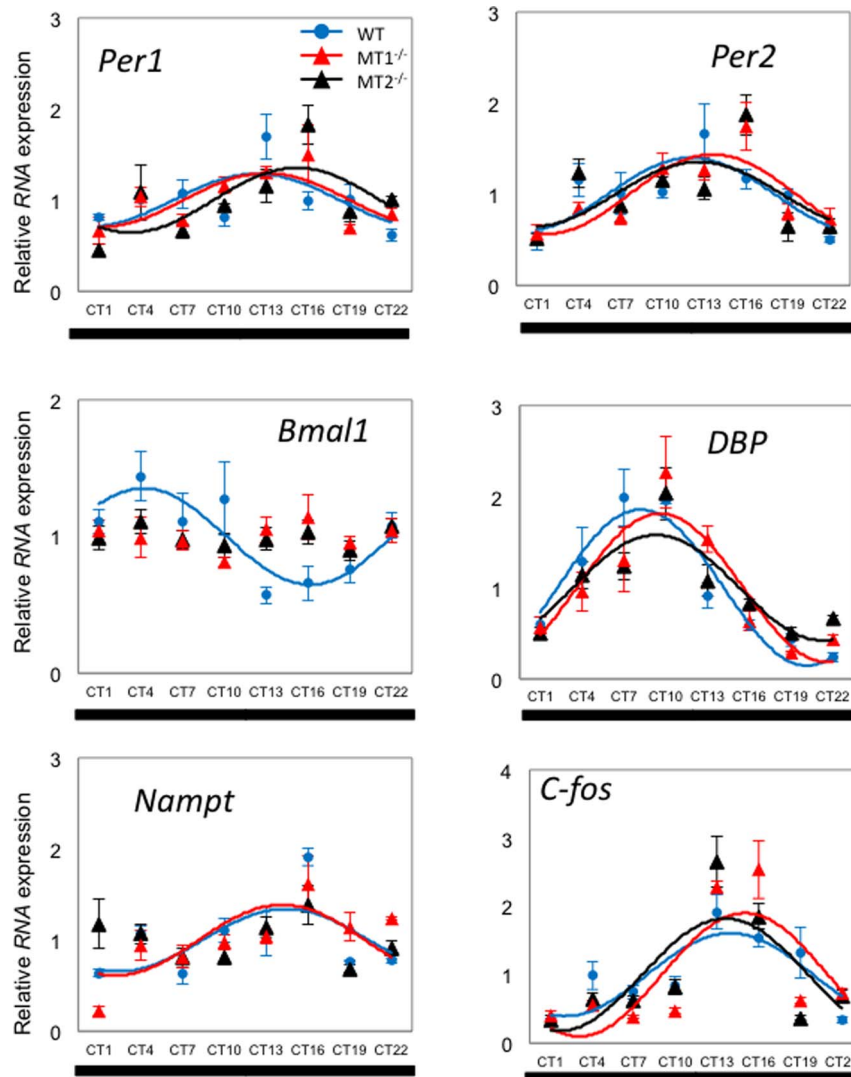 3
2
1
0
Relative RNA expression
Per1
WT
MT1-/-
MT2-/-
CT1 CT4 CT7 CT10 CT13 CT16 CT19 CT22
3
2
1
0
Per2
CT1 CT4 CT7 CT10 CT13 CT16 CT19 CT22
2
1
0
Relative RNA expression
Bmal1
CT1 CT4 CT7 CT10 CT13 CT16 CT19 CT22
3
2
1
0
DBP
CT1 CT4 CT7 CT10 CT13 CT16 CT19 CT22
3
2
1
0
Relative RNA expression
Nampt
CT1 CT4 CT7 CT10 CT13 CT16 CT19 CT22
4
3
2
1
0
C-fos
CT1 CT4 CT7 CT10 CT13 CT16 CT19 CT2